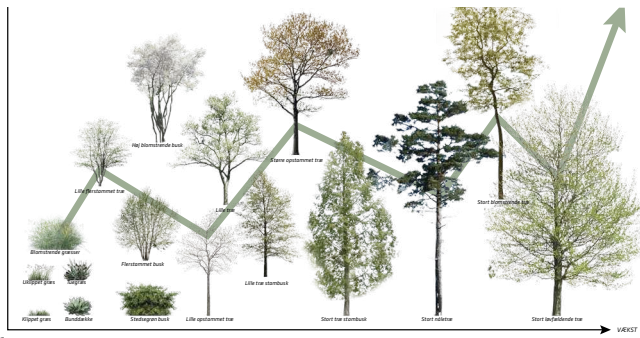 Høj blomstrende busk
Større opstammet træ
Lille flerstammet træ
Lille træ
Stort blomstrende træ
Blomstrende græsser
Flerstammet busk
Uklippet græs
Siegræs
Lille træ stambusk
Klippet græs
Bunddække
Stedsegrøn busk
Lille opstammet træ
Stort træ stambusk
Stort nåletræ
Stort løvfældende træ
VÆKST